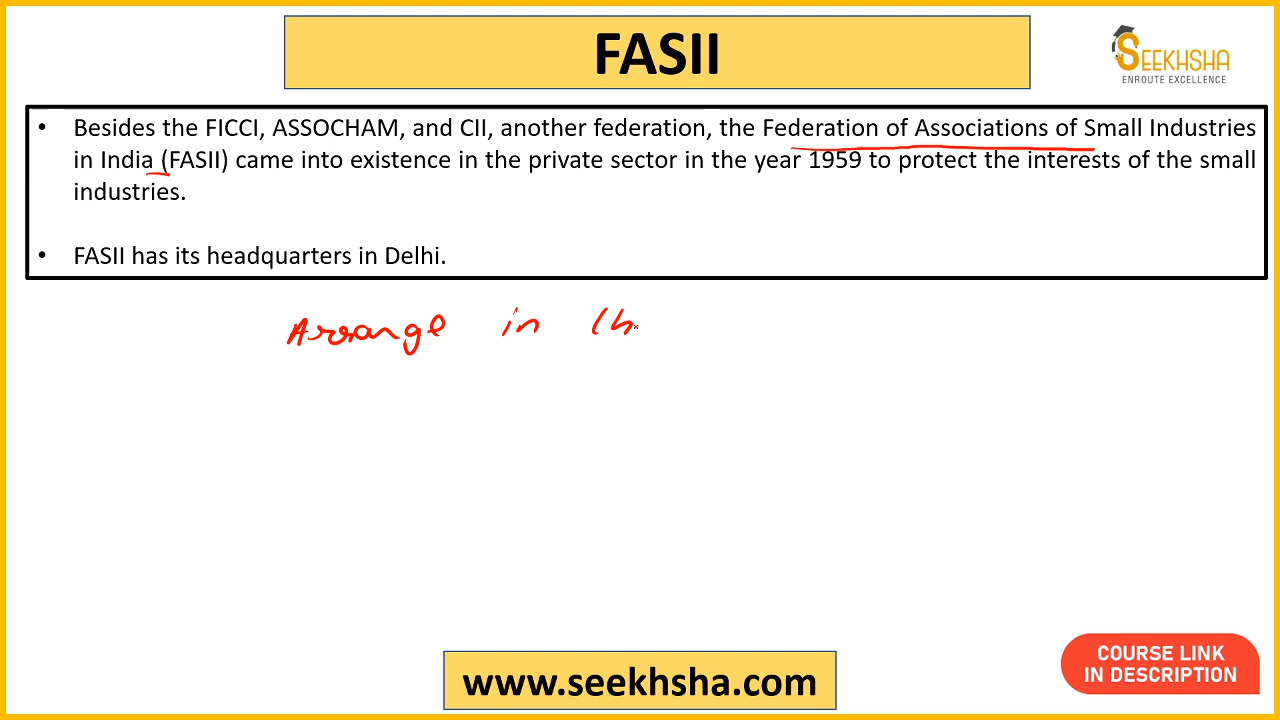 FASII
SEEKHSHA
ENROUTE EXCELLENCE
• Besides the FICCI, ASSOCHAM, and CII, another federation, the Federation of Associations of Small Industries
in India (FASII) came into existence in the private sector in the year 1959 to protect the interests of the small
industries.
• FASII has its headquarters in Delhi.
Arrange in Ch
www.seekhsha.com
COURSE LINK
IN DESCRIPTION